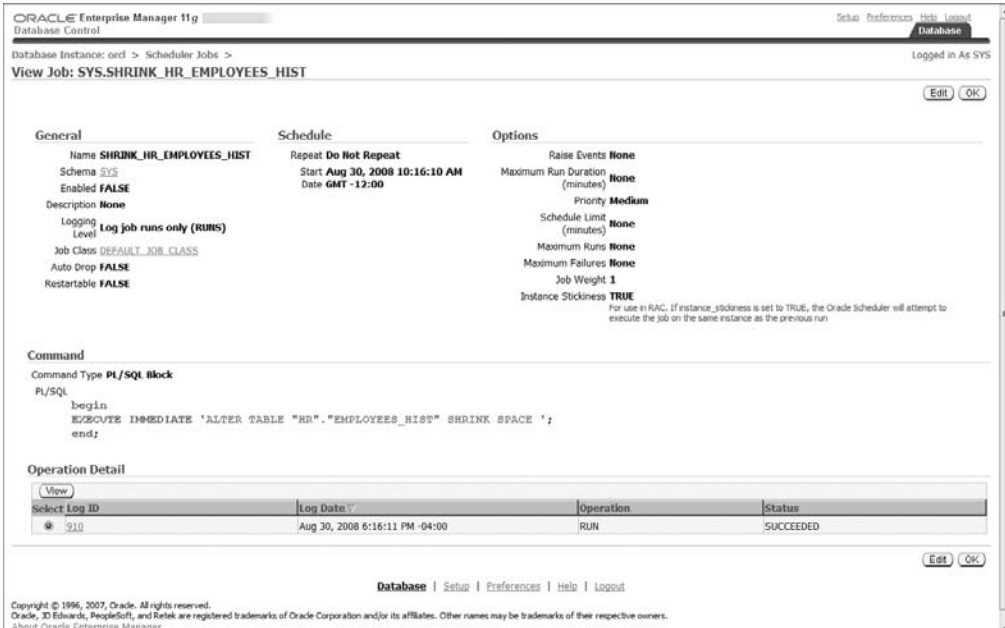 ORACLE Enterprise Manager 11g
Database Control
Setup Preferences Help Logout
Database
Database Instance: orcl > Scheduler Jobs >
Logged in As SYS
View Job: SYS.SHRINK_HR_EMPLOYEES_HIST
Edit OK
General
Name SHRINK_HR_EMPLOYEES_HIST
Schema SYS
Enabled FALSE
Description None
Logging Level Log job runs only (RUNS)
Job Class DEFAULT_JOB_CLASS
Auto Drop FALSE
Restartable FALSE
Schedule
Repeat Do Not Repeat
Start Aug 30, 2008 10:16:10 AM
Date GMT -12:00
Options
Raise Events None
Maximum Run Duration (minutes) None
Priority Medium
Schedule Limit (minutes) None
Maximum Runs None
Maximum Failures None
Job Weight 1
Instance Stickiness TRUE
For use in RAC. If instance_stickiness is set to TRUE, the Oracle Scheduler will attempt to
execute the job on the same instance as the previous run
Command
Command Type PL/SQL Block
PL/SQL
begin
EXECUTE IMMEDIATE 'ALTER TABLE "HR"."EMPLOYEES_HIST" SHRINK SPACE ';
end;
Operation Detail
View
Select Log ID Log Date Operation Status
910 Aug 30, 2008 6:16:11 PM -04:00 RUN SUCCEEDED
Edit OK
Database | Setup | Preferences | Help | Logout
Copyright © 1996, 2007, Oracle. All rights reserved.
Oracle, JD Edwards, PeopleSoft, and Retek are registered trademarks of Oracle Corporation and/or its affiliates. Other names may be trademarks of their respective owners.
About Oracle Enterprise Manager